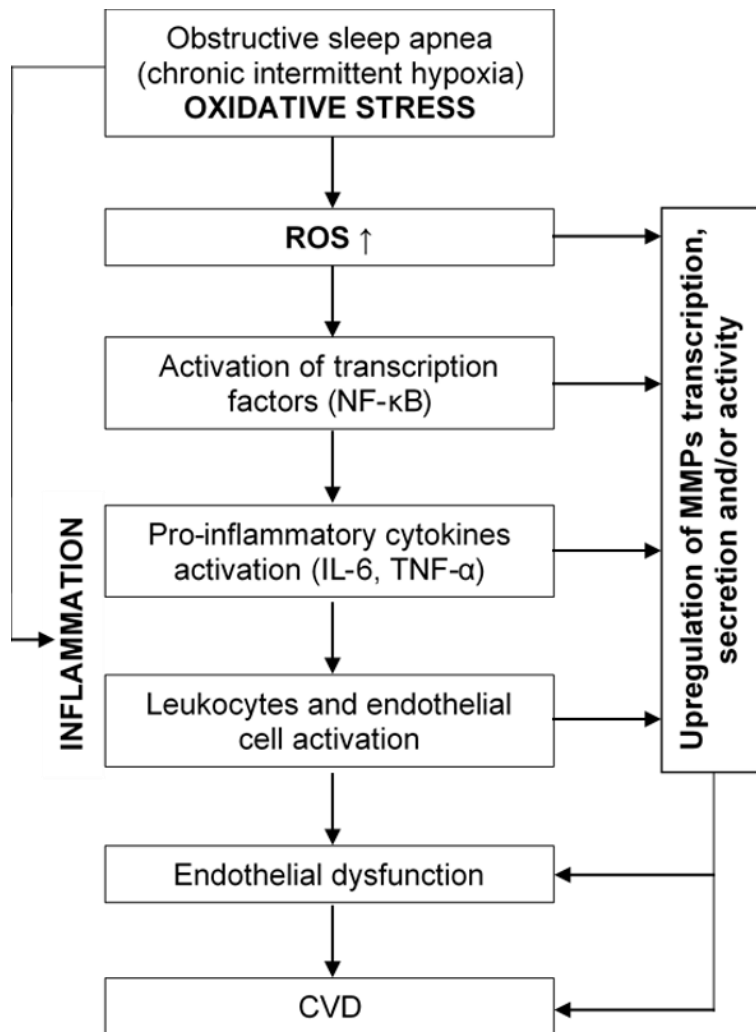 Obstructive sleep apnea
(chronic intermittent hypoxia)
OXIDATIVE STRESS
ROS ↑
Activation of transcription
factors (NF-κB)
Pro-inflammatory cytokines
activation (IL-6, TNF-α)
INFLAMMATION
Leukocytes and endothelial
cell activation
Upregulation of MMPs transcription,
secretion and/or activity
Endothelial dysfunction
CVD